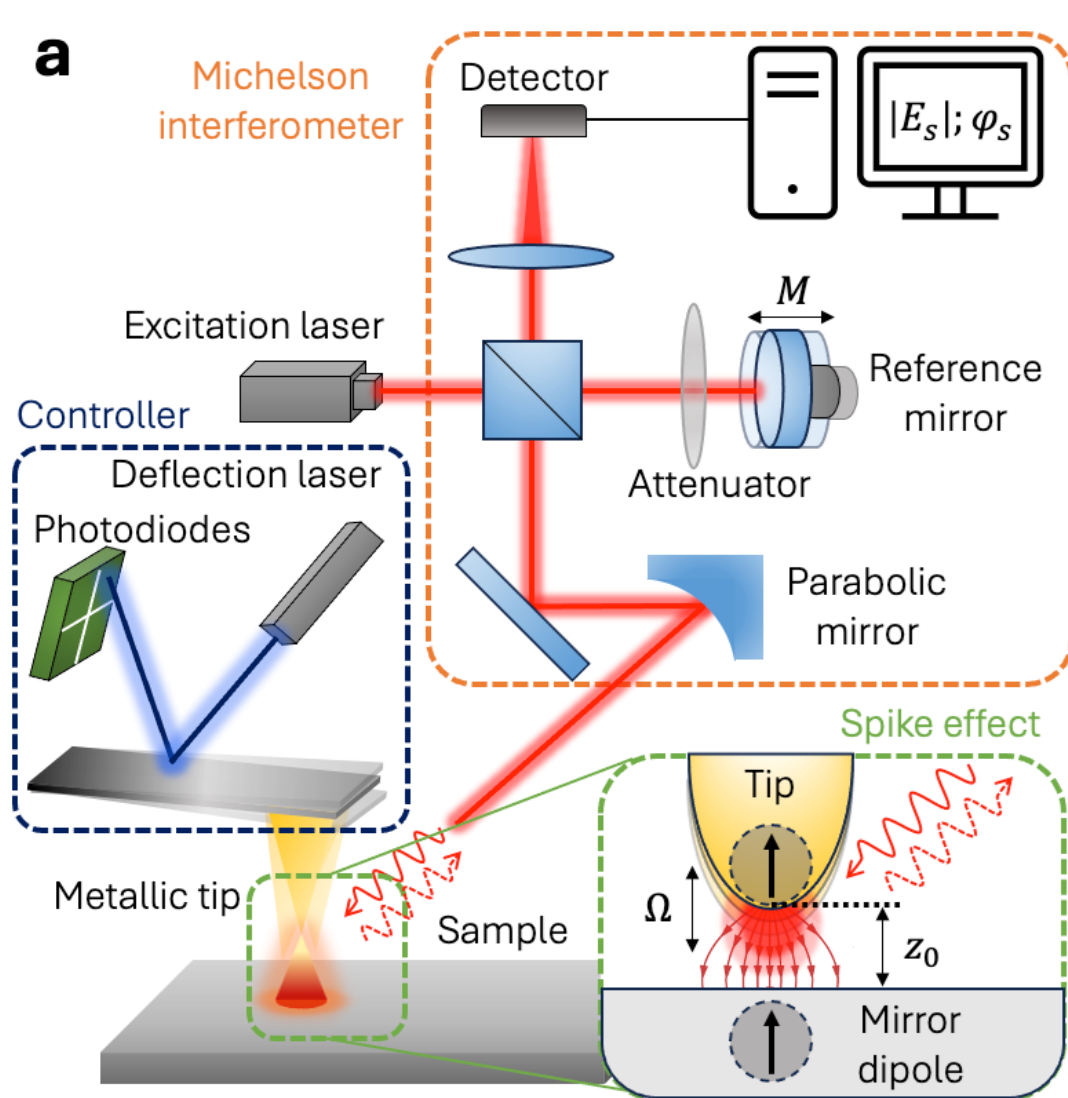 a
Michelson
interferometer
Detector
|E_s|; φ_s
M
Excitation laser
Reference
mirror
Controller
Attenuator
Deflection laser
Photodiodes
Parabolic
mirror
Spike effect
Tip
Metallic tip
Sample
Ω
z_0
Mirror
dipole